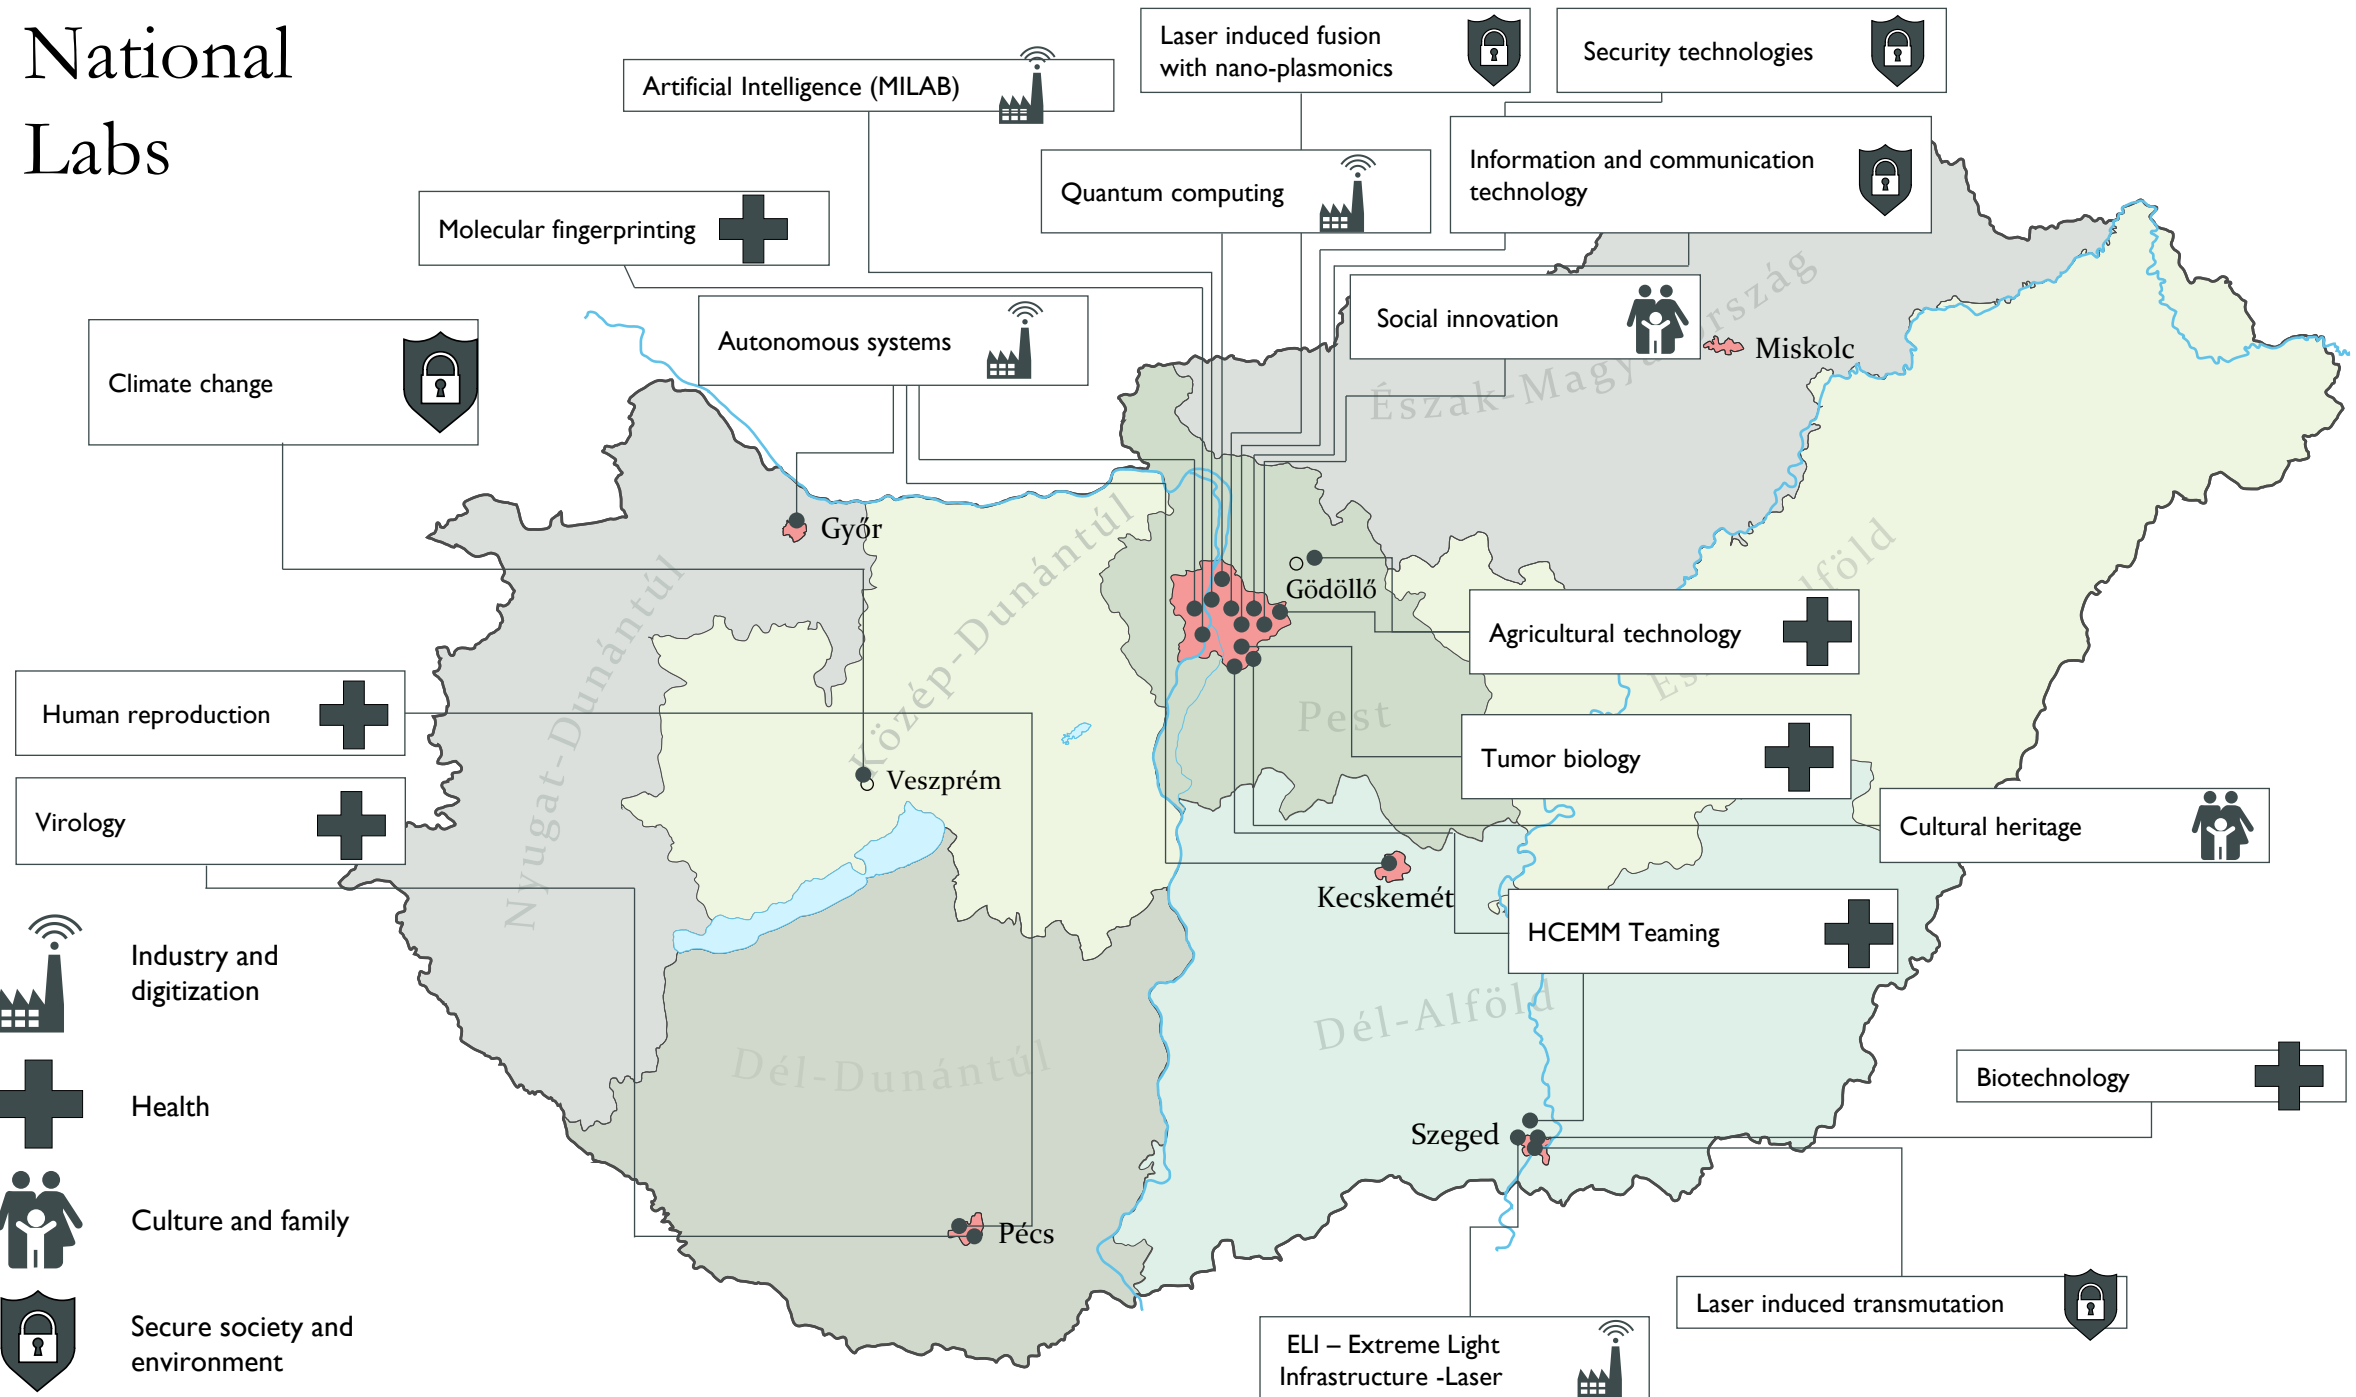 National
Labs
Laser induced fusion
with nano-plasmonics
Security technologies
Artificial Intelligence (MILAB)
Information and communication
technology
Quantum computing
Molecular fingerprinting
Social innovation
Autonomous systems
Climate change
Miskolc
Győr
Gödöllő
Agricultural technology
Human reproduction
Pest
Tumor biology
Veszprém
Virology
Cultural heritage
Kecskemét
HCEMM Teaming
Nyugat-Dunántúl
Közép-Dunántúl
Dél-Alföld
Dél-Dunántúl
Industry and
digitization
Health
Culture and family
Secure society and
environment
Biotechnology
Szeged
Pécs
Laser induced transmutation
ELI – Extreme Light
Infrastructure -Laser